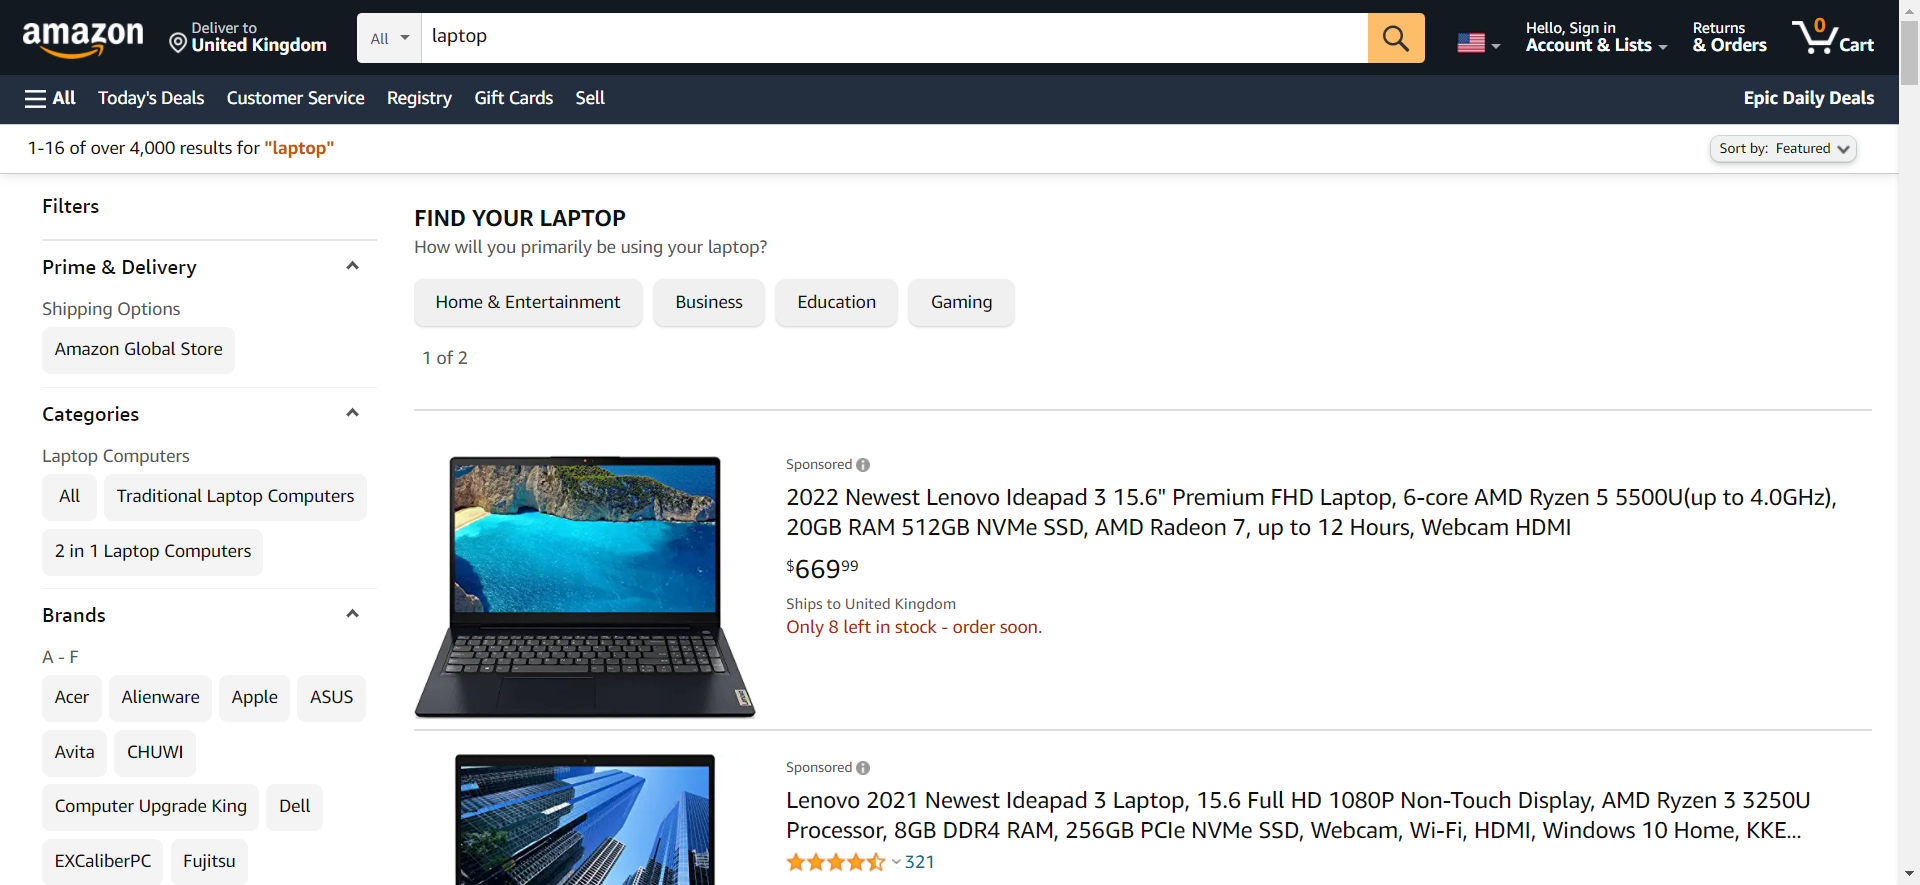 amazon
Deliver to
United Kingdom
All
laptop
Hello, Sign in
Account & Lists
Returns
& Orders
0
Cart
All
Today's Deals
Customer Service
Registry
Gift Cards
Sell
Epic Daily Deals
1-16 of over 4,000 results for "laptop"
Sort by: Featured
Filters
Prime & Delivery
Shipping Options
Amazon Global Store
Categories
Laptop Computers
All
Traditional Laptop Computers
2 in 1 Laptop Computers
Brands
A - F
Acer
Alienware
Apple
ASUS
Avita
CHUWI
Computer Upgrade King
Dell
EXCaliberPC
Fujitsu
FIND YOUR LAPTOP
How will you primarily be using your laptop?
Home & Entertainment
Business
Education
Gaming
1 of 2
Sponsored
2022 Newest Lenovo Ideapad 3 15.6" Premium FHD Laptop, 6-core AMD Ryzen 5 5500U(up to 4.0GHz),
20GB RAM 512GB NVMe SSD, AMD Radeon 7, up to 12 Hours, Webcam HDMI
$66999
Ships to United Kingdom
Only 8 left in stock - order soon.
Sponsored
Lenovo 2021 Newest Ideapad 3 Laptop, 15.6 Full HD 1080P Non-Touch Display, AMD Ryzen 3 3250U
Processor, 8GB DDR4 RAM, 256GB PCIe NVMe SSD, Webcam, Wi-Fi, HDMI, Windows 10 Home, KKE...
321